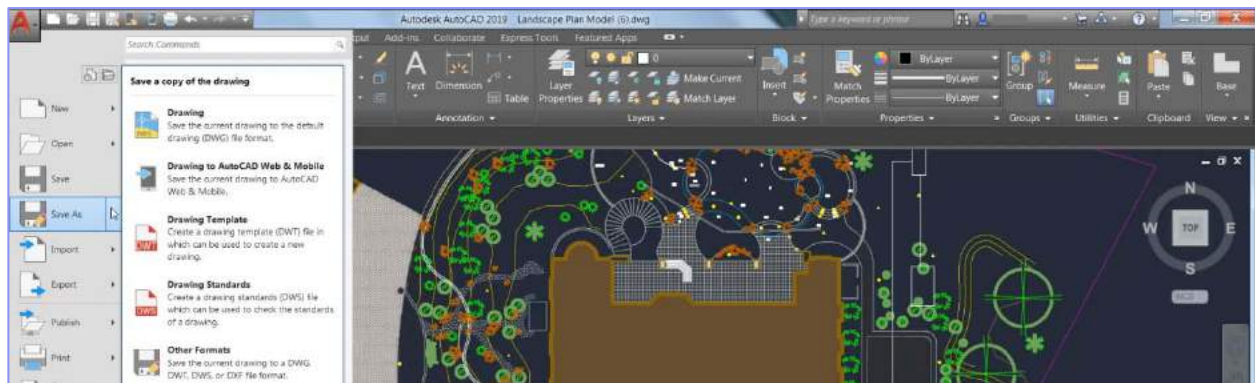 Autodesk AutoCAD 2019 Landscape Plan Model (6).dwg
Type a keyword or phrase
Search Commands
Add-ins Collaborate Express Tools Featured Apps
New
Open
Save
Save As
Import
Export
Publish
Print
Save a copy of the drawing
Drawing
Save the current drawing to the default
drawing (DWG) file format.
Drawing to AutoCAD Web & Mobile
Save the current drawing to AutoCAD
Web & Mobile.
Drawing Template
Create a drawing template (DWT) file in
which can be used to create a new
drawing.
Drawing Standards
Create a drawing standards (DWS) file
which can be used to check the standards
of a drawing.
Other Formats
Save the current drawing to a DWG,
DWT, DWS, or DXF file format.
DWT
DWS
A
Text
Dimension
Table
Annotation
Layer
Properties
0
Make Current
Match Layer
Layers
Insert
Block
Match
Properties
ByLayer
ByLayer
ByLayer
Properties
Group
Groups
Measure
Utilities
Paste
Clipboard
Base
View
N
W TOP E
S